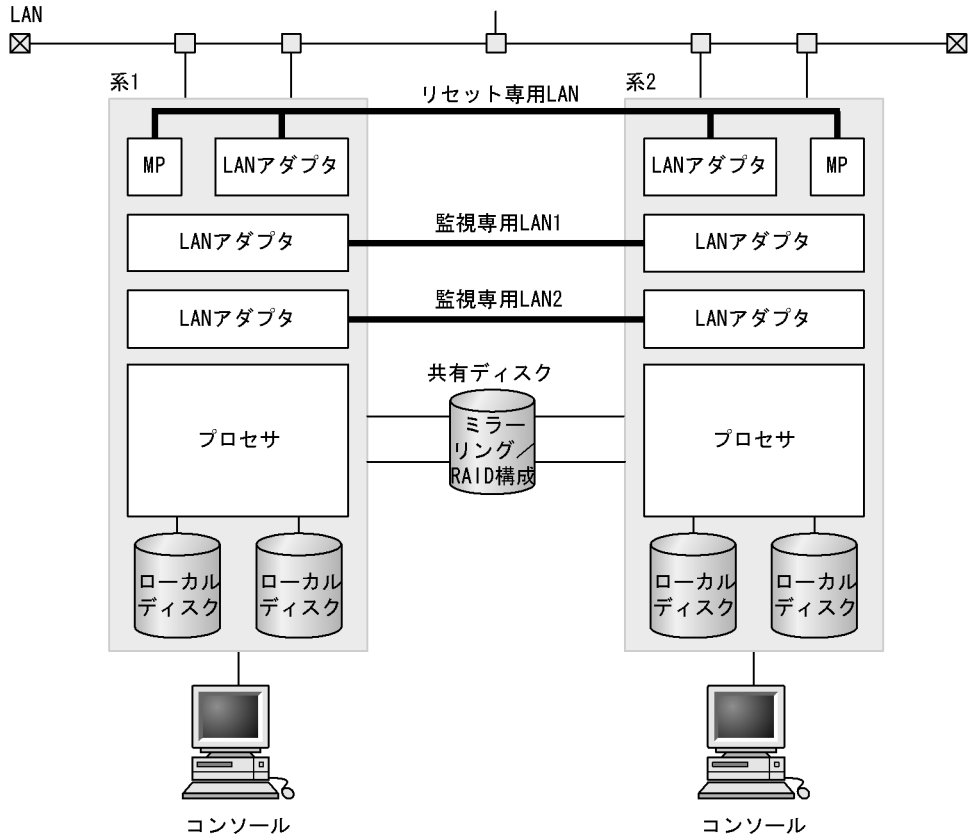 LAN
系1
系2
リセット専用LAN
MP
LANアダプタ
LANアダプタ
MP
監視専用LAN1
LANアダプタ
LANアダプタ
監視専用LAN2
LANアダプタ
LANアダプタ
共有ディスク
プロセサ
ミラー
リング／
RAID構成
プロセサ
ローカル
ディスク
ローカル
ディスク
ローカル
ディスク
ローカル
ディスク
コンソール
コンソール